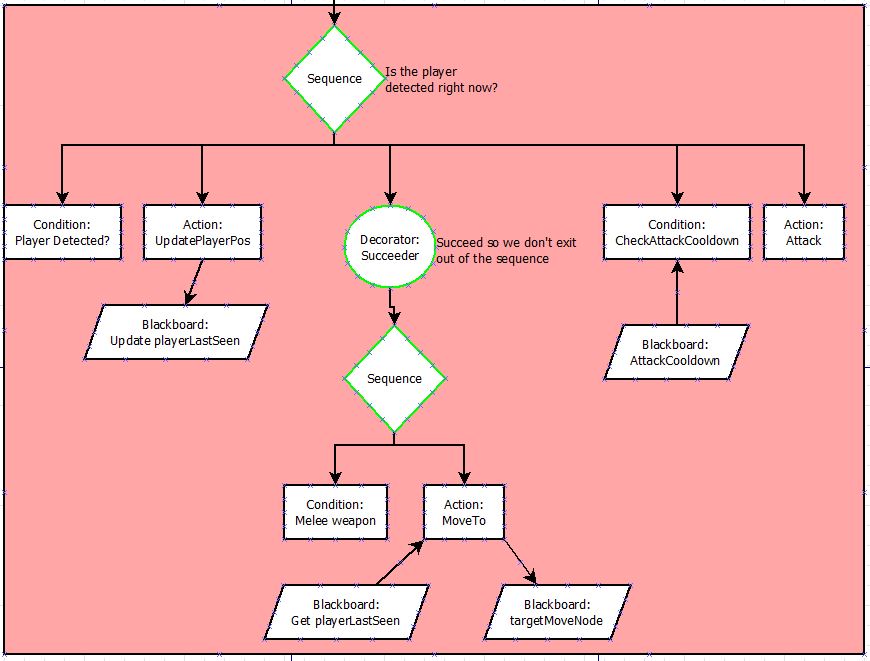 Sequence
Is the player
detected right now?
Condition:
Player Detected?
Action:
UpdatePlayerPos
Decorator:
Succeeder
Succeed so we don't exit
out of the sequence
Condition:
CheckAttackCooldown
Action:
Attack
Blackboard:
Update playerLastSeen
Blackboard:
AttackCooldown
Sequence
Condition:
Melee weapon
Action:
MoveTo
Blackboard:
Get playerLastSeen
Blackboard:
targetMoveNode